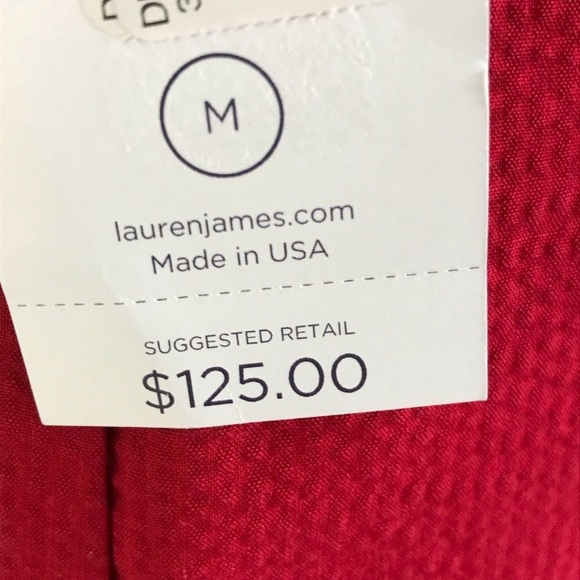 M
laurenjames.com
Made in USA
SUGGESTED RETAIL
$125.00